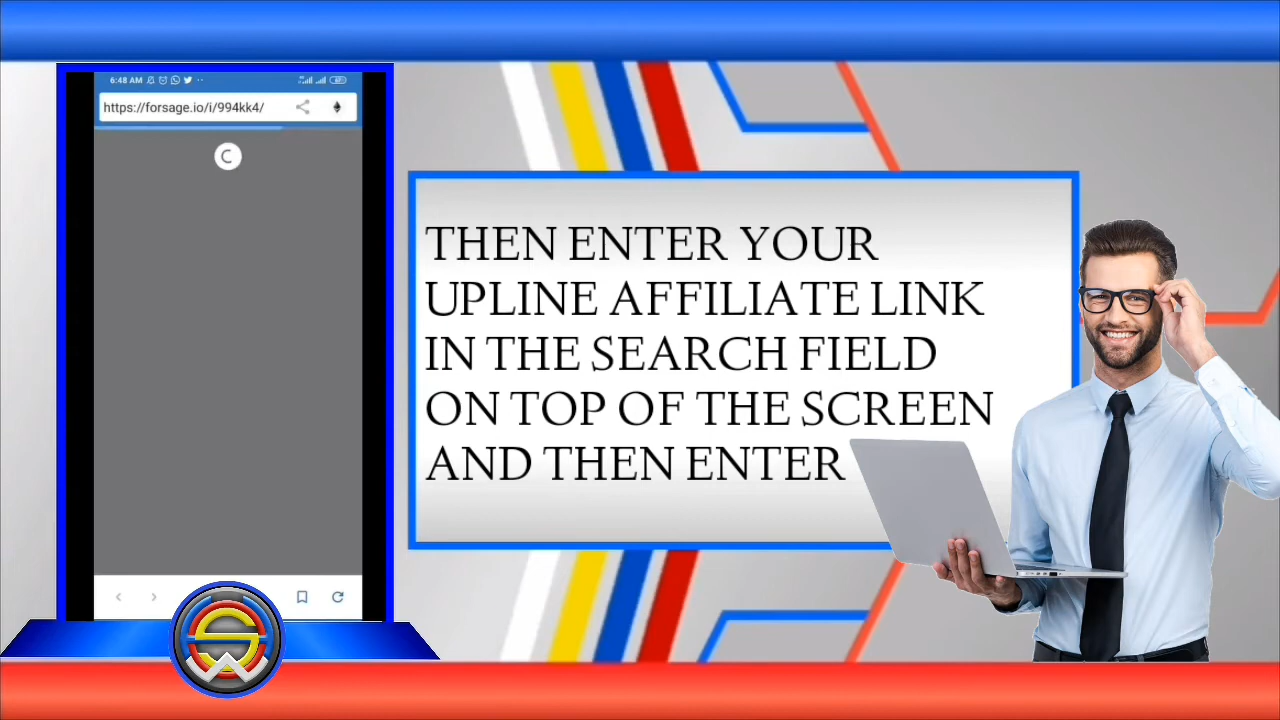 6:48 AM
https://forsage.io/i/994kk4/
THEN ENTER YOUR
UPLINE AFFILIATE LINK
IN THE SEARCH FIELD
ON TOP OF THE SCREEN
AND THEN ENTER